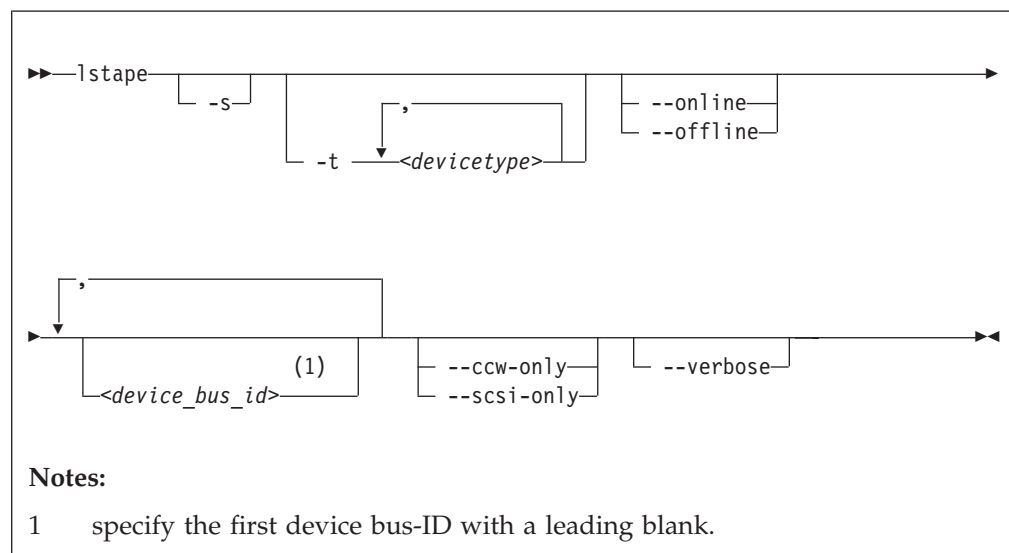 lstape
-s
-t
,
<devicetype>
--online
--offline
,
<device_bus_id>
(1)
--ccw-only
--scsi-only
--verbose
Notes:
1 specify the first device bus-ID with a leading blank.